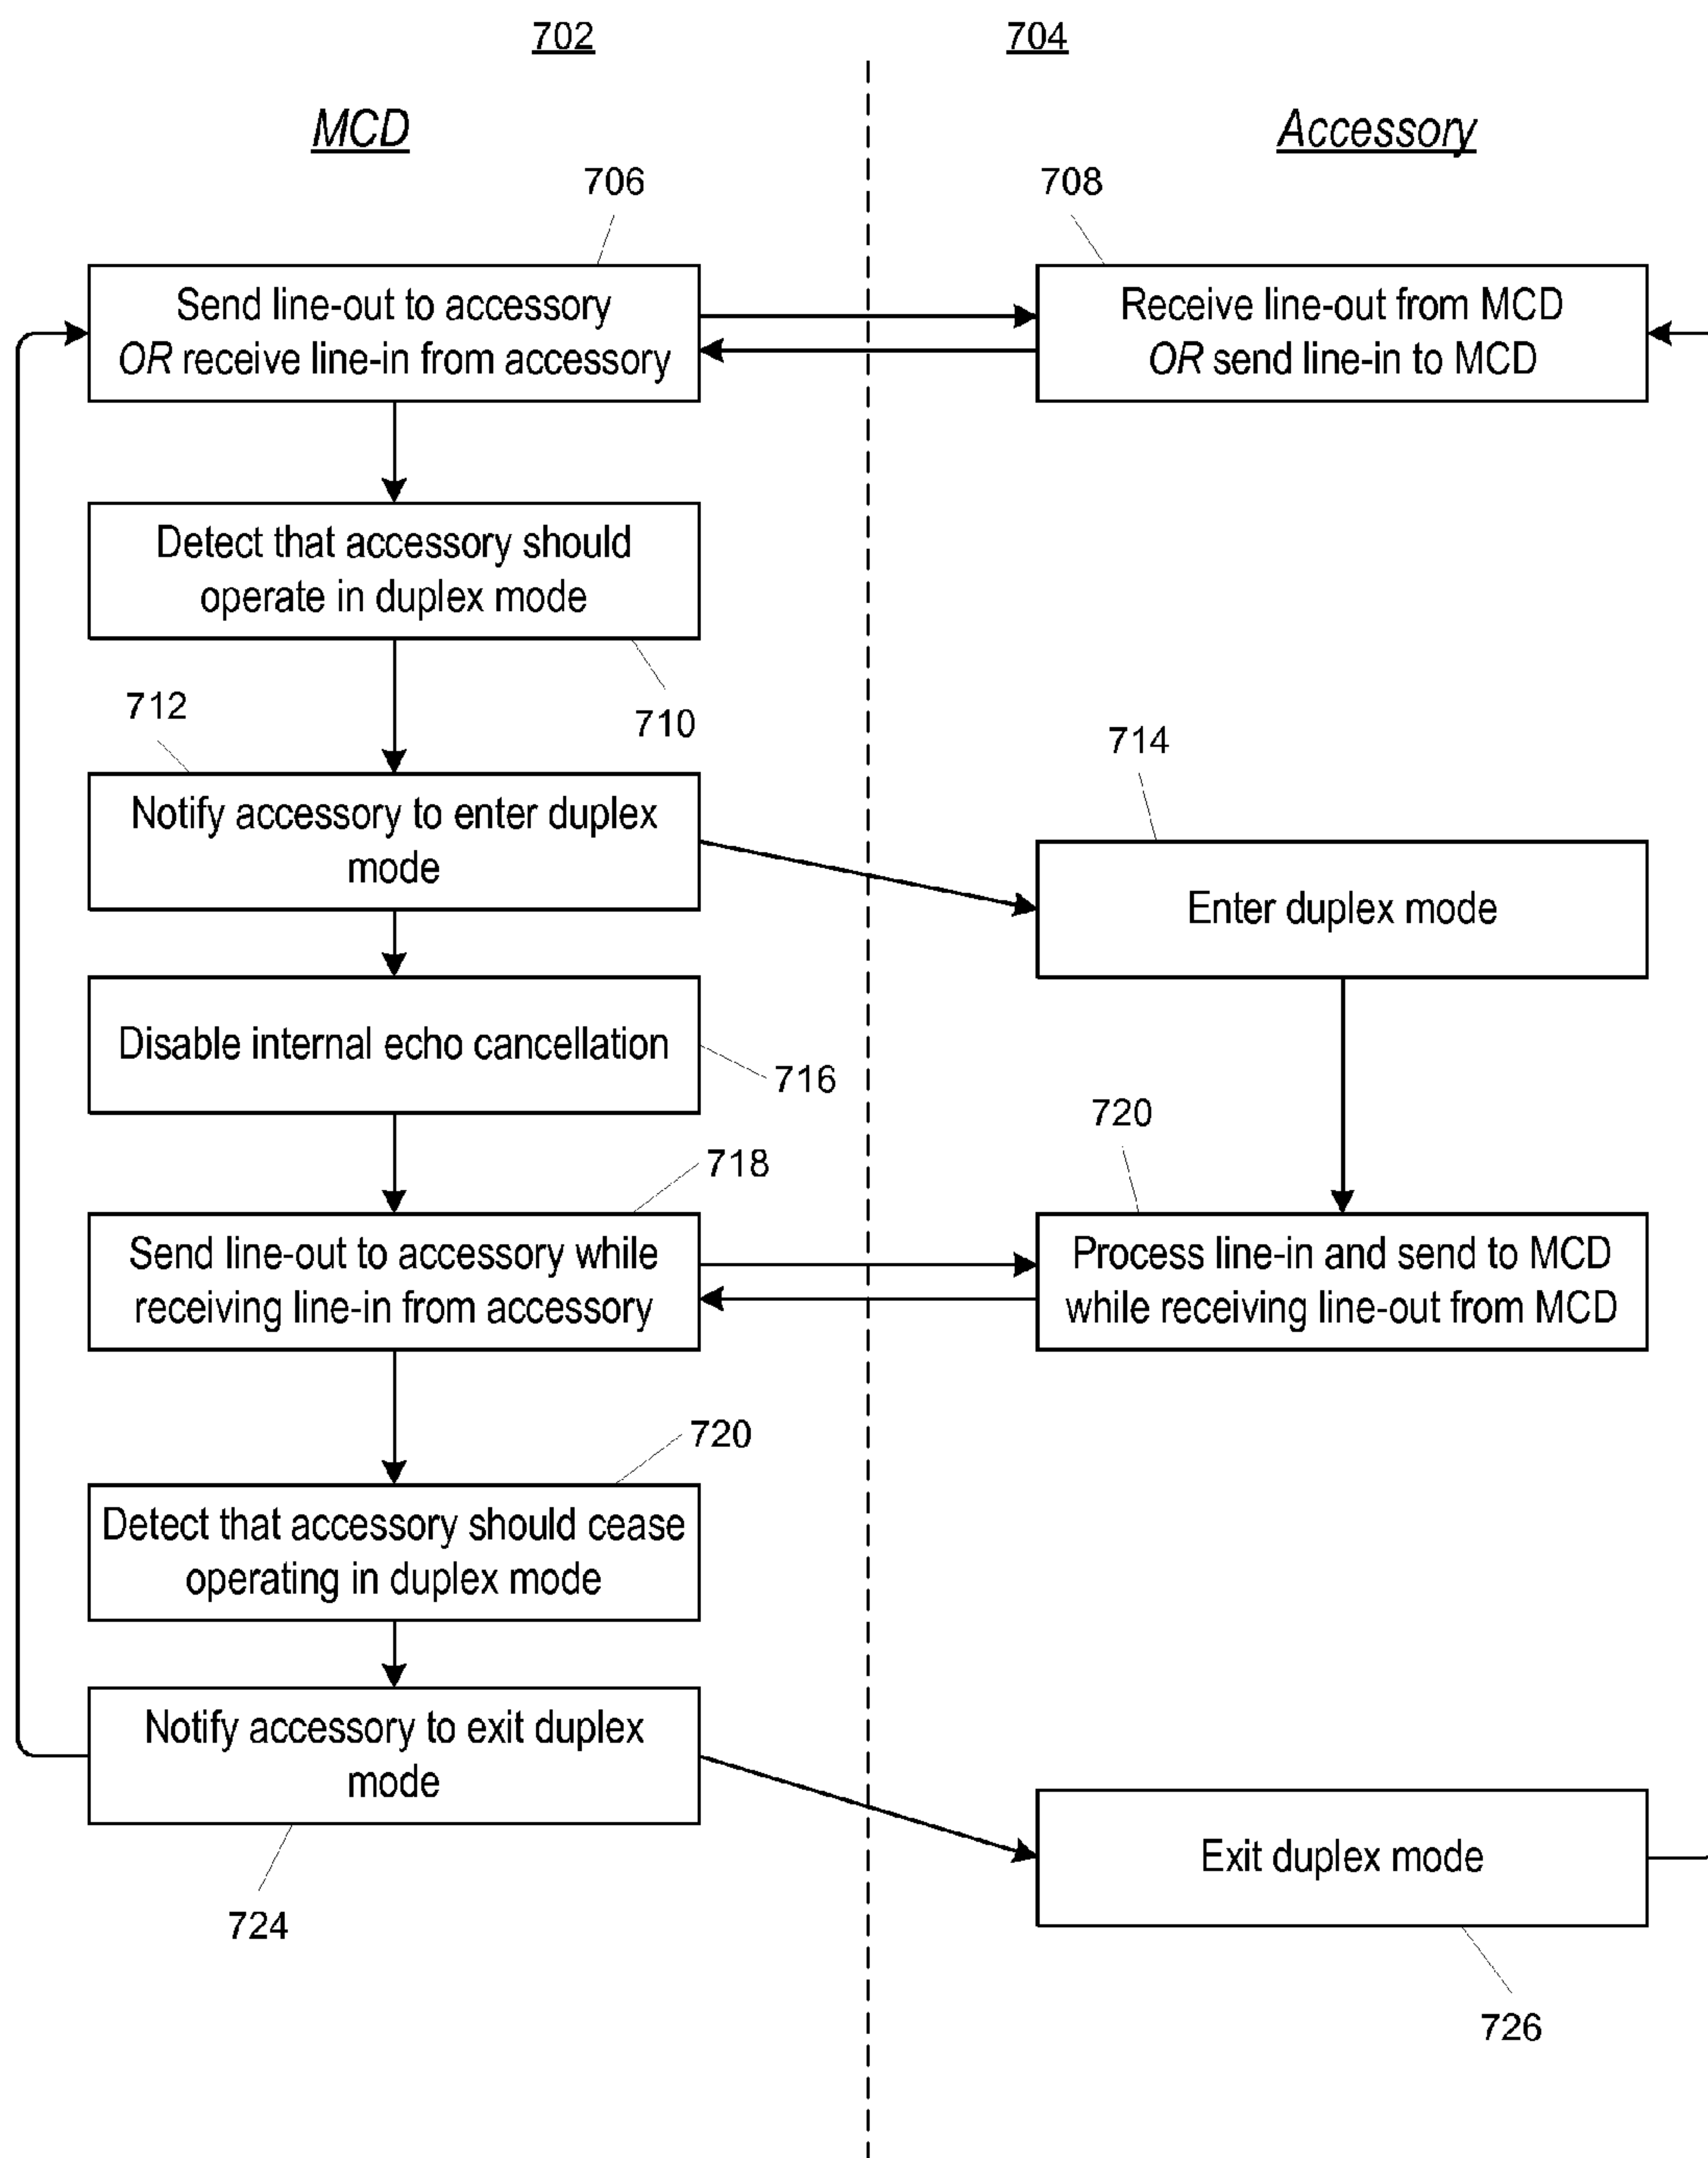 702
704
MCD
Accessory
706
708
Send line-out to accessory
OR receive line-in from accessory
Receive line-out from MCD
OR send line-in to MCD
Detect that accessory should
operate in duplex mode
710
712
714
Notify accessory to enter duplex
mode
Enter duplex mode
Disable internal echo cancellation
716
720
718
Send line-out to accessory while
receiving line-in from accessory
Process line-in and send to MCD
while receiving line-out from MCD
720
Detect that accessory should cease
operating in duplex mode
Notify accessory to exit duplex
mode
Exit duplex mode
724
726